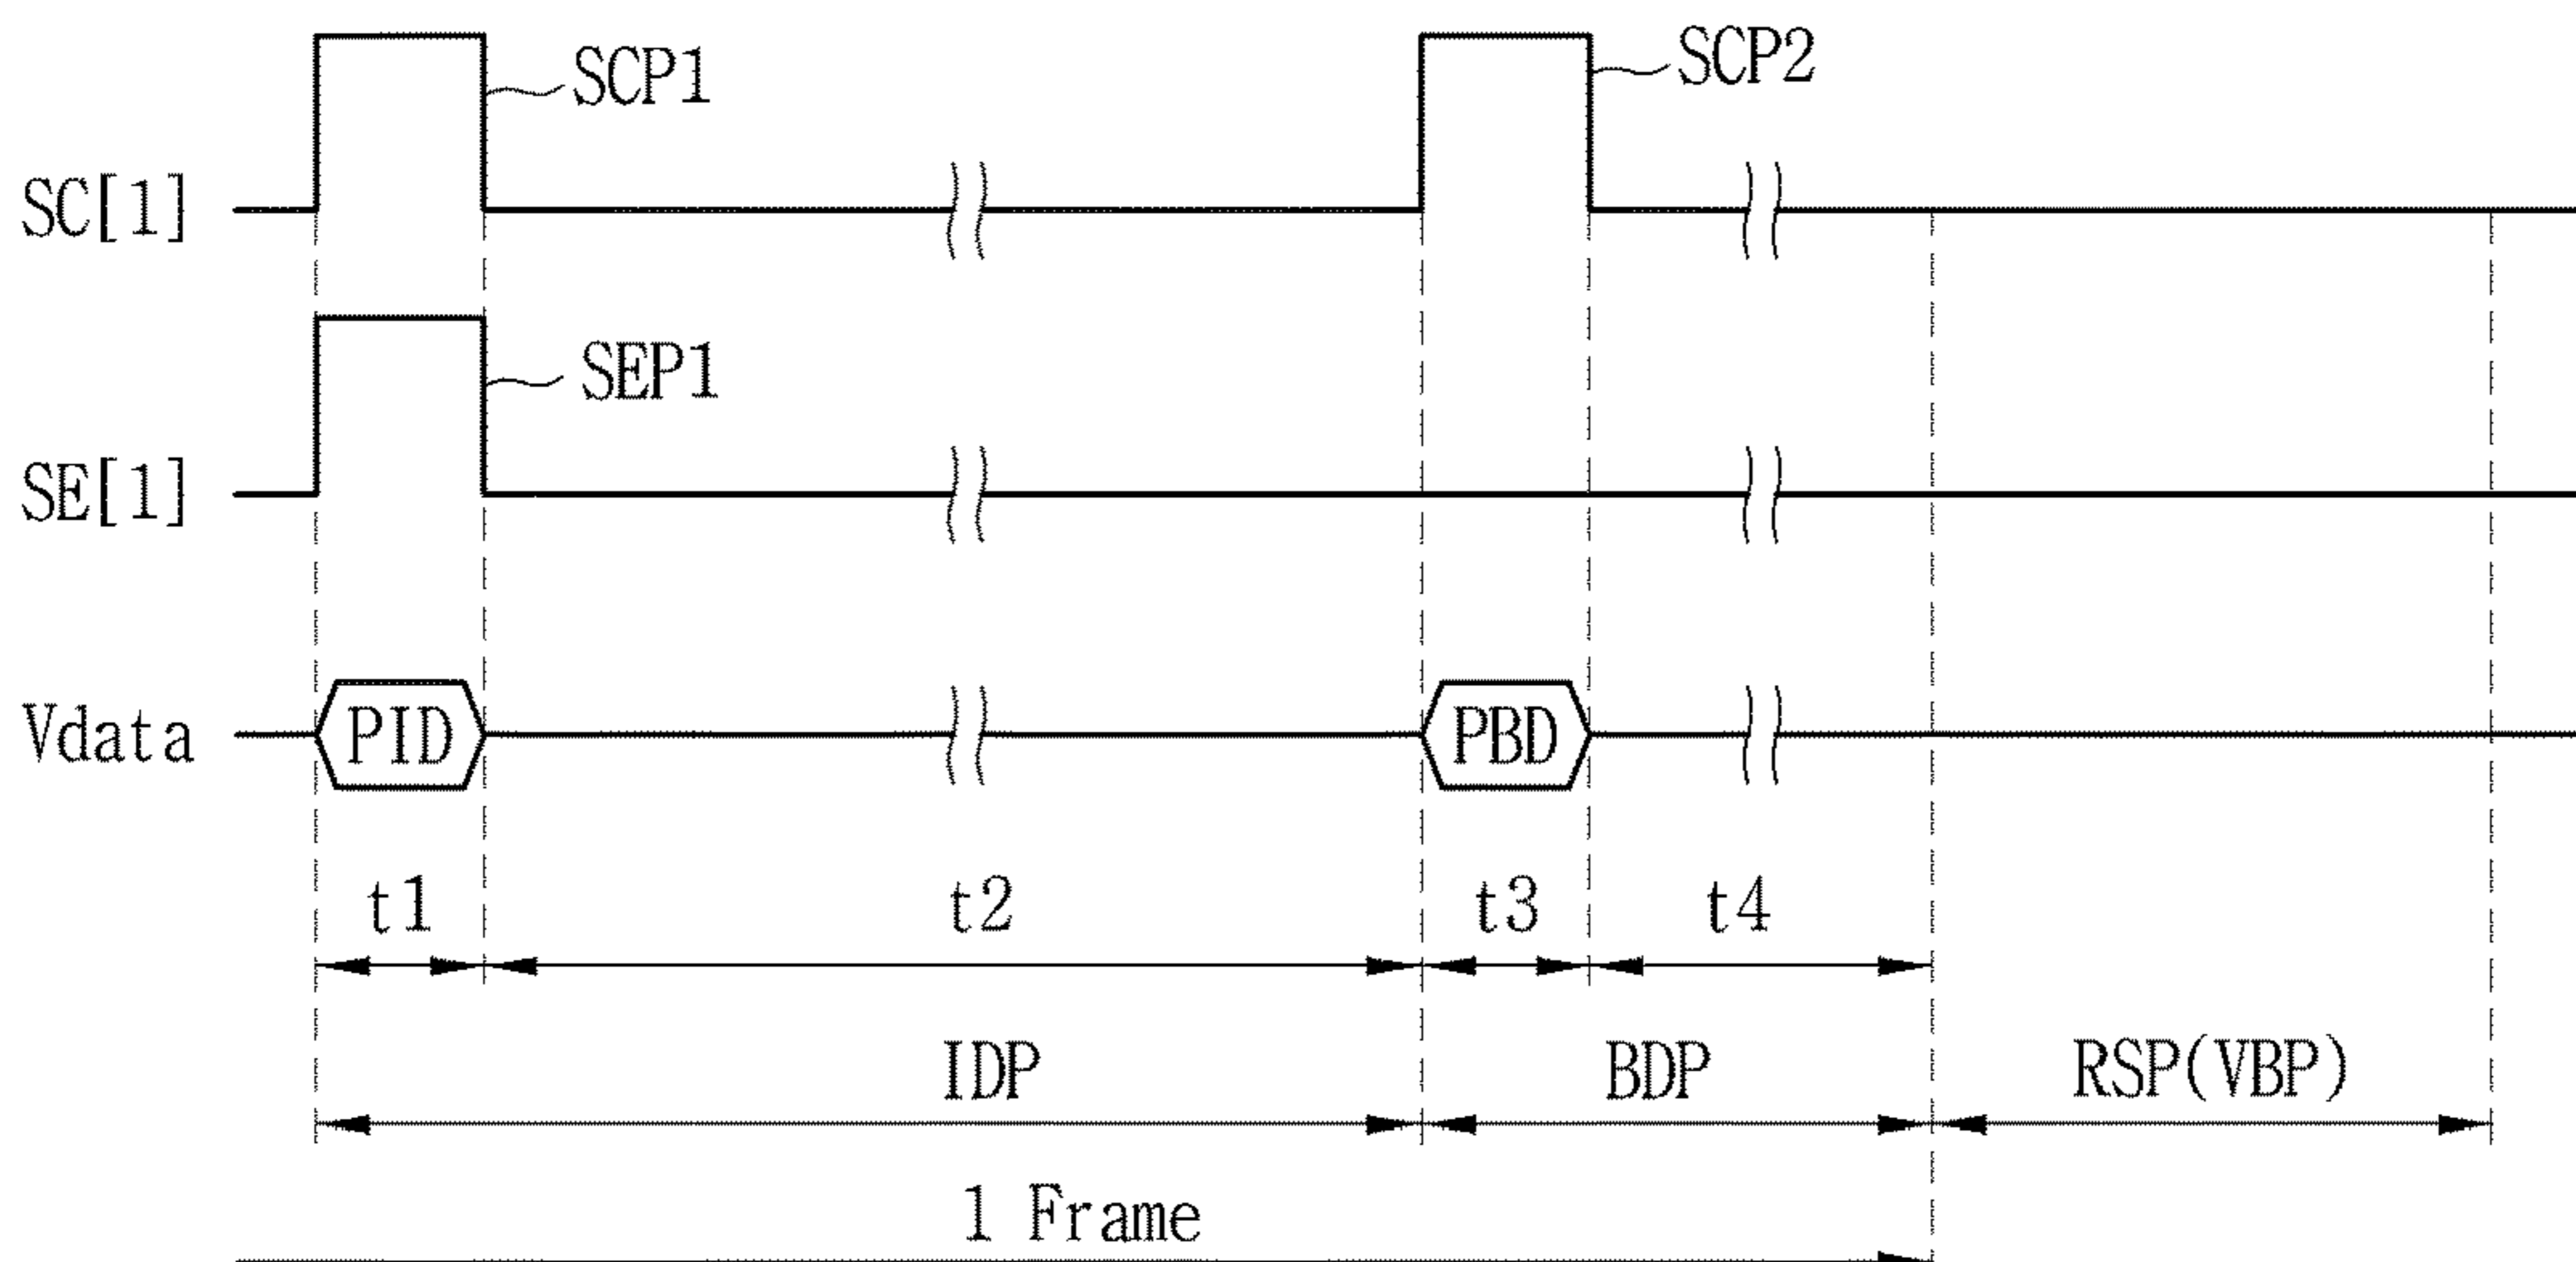 SCP1
SCP2
SC[1]
SEP1
SE[1]
Vdata
PID
PBD
t1
t2
t3
t4
IDP
BDP
RSP(VBP)
1 Frame